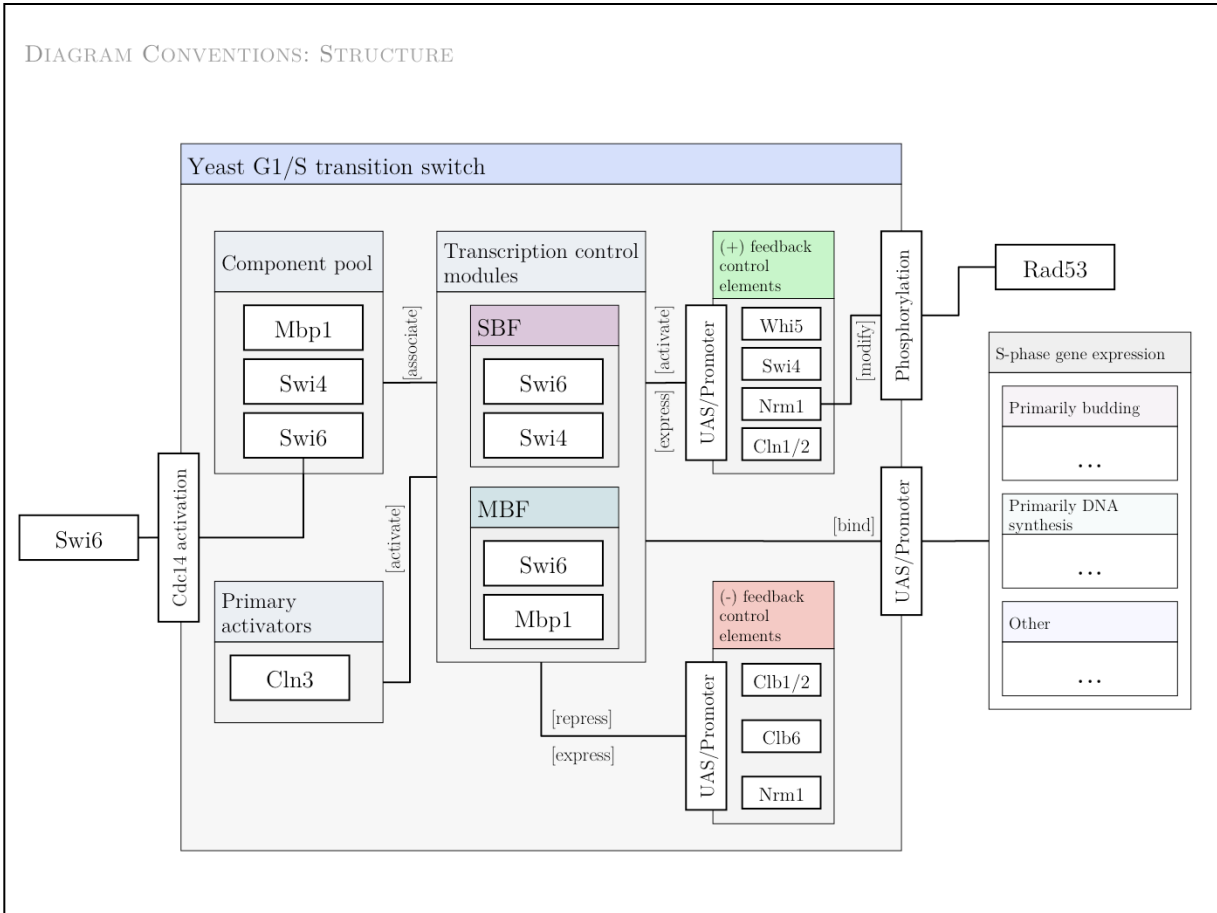 DIAGRAM CONVENTIONS: STRUCTURE
Yeast G1/S transition switch
Component pool
Mbp1
Swi4
Swi6
[associate]
Transcription control
modules
SBF
Swi6
Swi4
MBF
Swi6
Mbp1
[activate]
[express]
UAS/Promoter
(+) feedback
control
elements
Whi5
Swi4
Nrm1
Cln1/2
[modify]
Phosphorylation
Rad53
S-phase gene expression
Primarily budding
...
Primarily DNA
synthesis
...
Other
...
Swi6
Cdc14 activation
Primary
activators
Cln3
[activate]
[bind]
UAS/Promoter
[repress]
[express]
UAS/Promoter
(-) feedback
control
elements
Clb1/2
Clb6
Nrm1